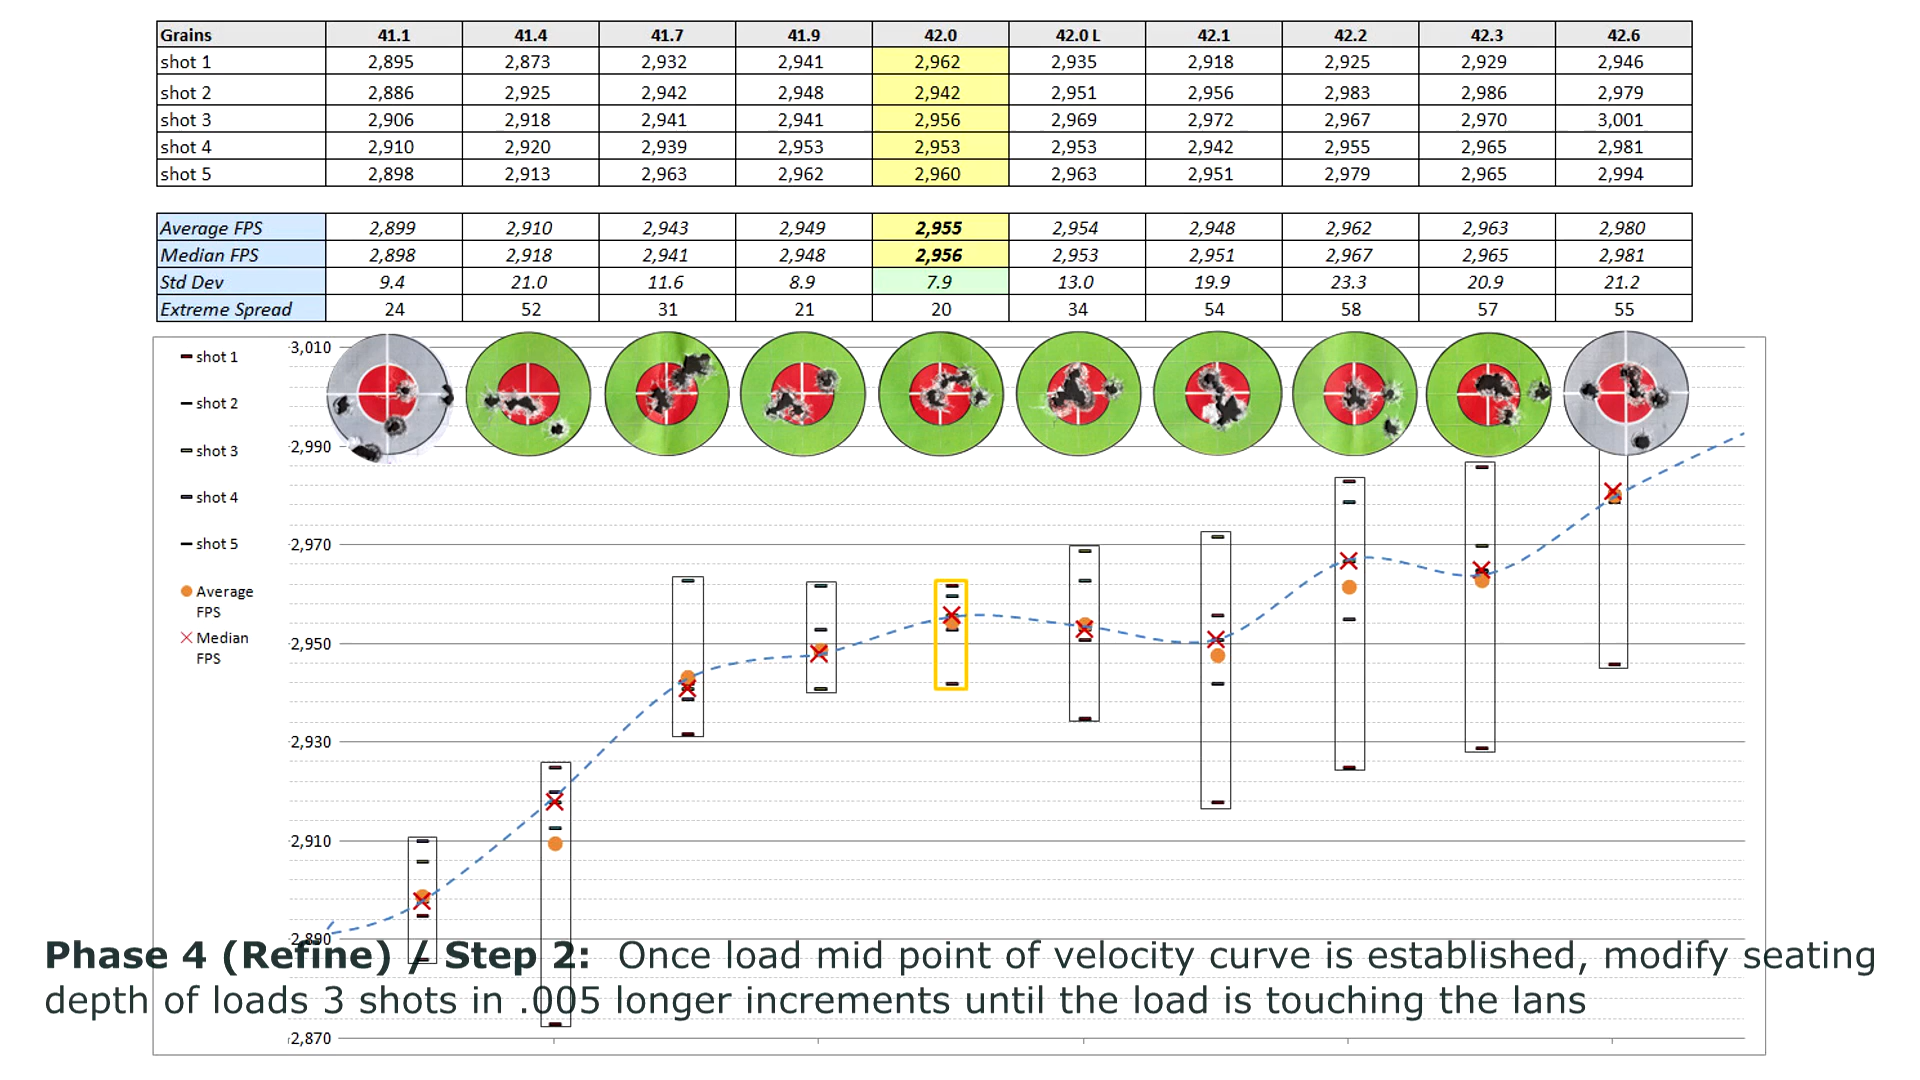 Grains 41.1 41.4 41.7 41.9 42.0 42.0 L 42.1 42.2 42.3 42.6
shot 1 2,895 2,873 2,932 2,941 2,962 2,935 2,918 2,925 2,929 2,946
shot 2 2,886 2,925 2,942 2,948 2,942 2,951 2,956 2,983 2,986 2,979
shot 3 2,906 2,918 2,941 2,941 2,956 2,969 2,972 2,967 2,970 3,001
shot 4 2,910 2,920 2,939 2,953 2,953 2,953 2,942 2,955 2,965 2,981
shot 5 2,898 2,913 2,963 2,962 2,960 2,963 2,951 2,979 2,965 2,994
Average FPS 2,899 2,910 2,943 2,949 2,955 2,954 2,948 2,962 2,963 2,980
Median FPS 2,898 2,918 2,941 2,948 2,956 2,953 2,951 2,967 2,965 2,981
Std Dev 9.4 21.0 11.6 8.9 7.9 13.0 19.9 23.3 20.9 21.2
Extreme Spread 24 52 31 21 20 34 54 58 57 55
shot 1
shot 2
shot 3
shot 4
shot 5
Average
FPS
Median
FPS
3,010
2,990
2,970
2,950
2,930
2,910
2,890
2,870
Phase 4 (Refine) / Step 2: Once load mid point of velocity curve is established, modify seating
depth of loads 3 shots in .005 longer increments until the load is touching the lans